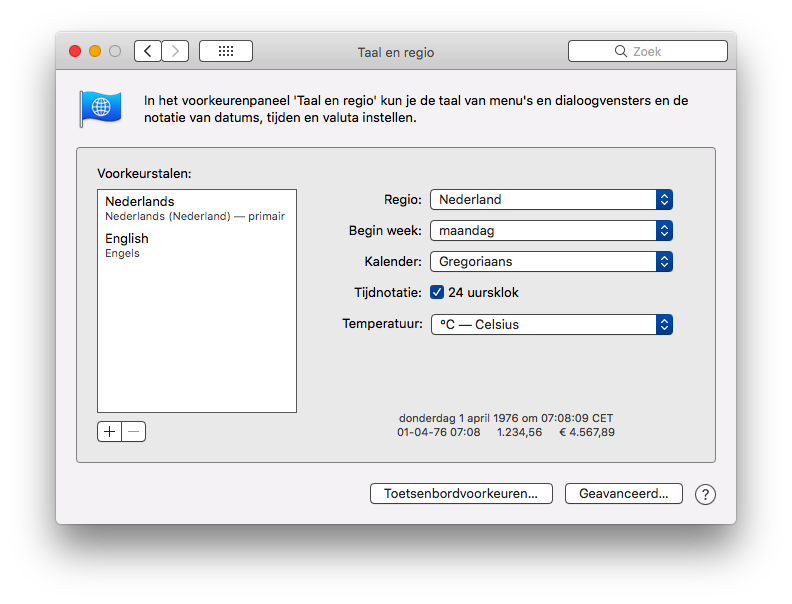 Taal en regio
Zoek
In het voorkeurenpaneel 'Taal en regio' kun je de taal van menu's en dialoogvensters en de
notatie van datums, tijden en valuta instellen.
Voorkeurstalen:
Nederlands
Nederlands (Nederland) — primair
English
Engels
Regio: Nederland
Begin week: maandag
Kalender: Gregoriaans
Tijdnotatie: 24 uursklok
Temperatuur: °C — Celsius
donderdag 1 april 1976 om 07:08:09 CET
01-04-76 07:08 1.234,56 € 4.567,89
Toetsenbordvoorkeuren... Geavanceerd... ?